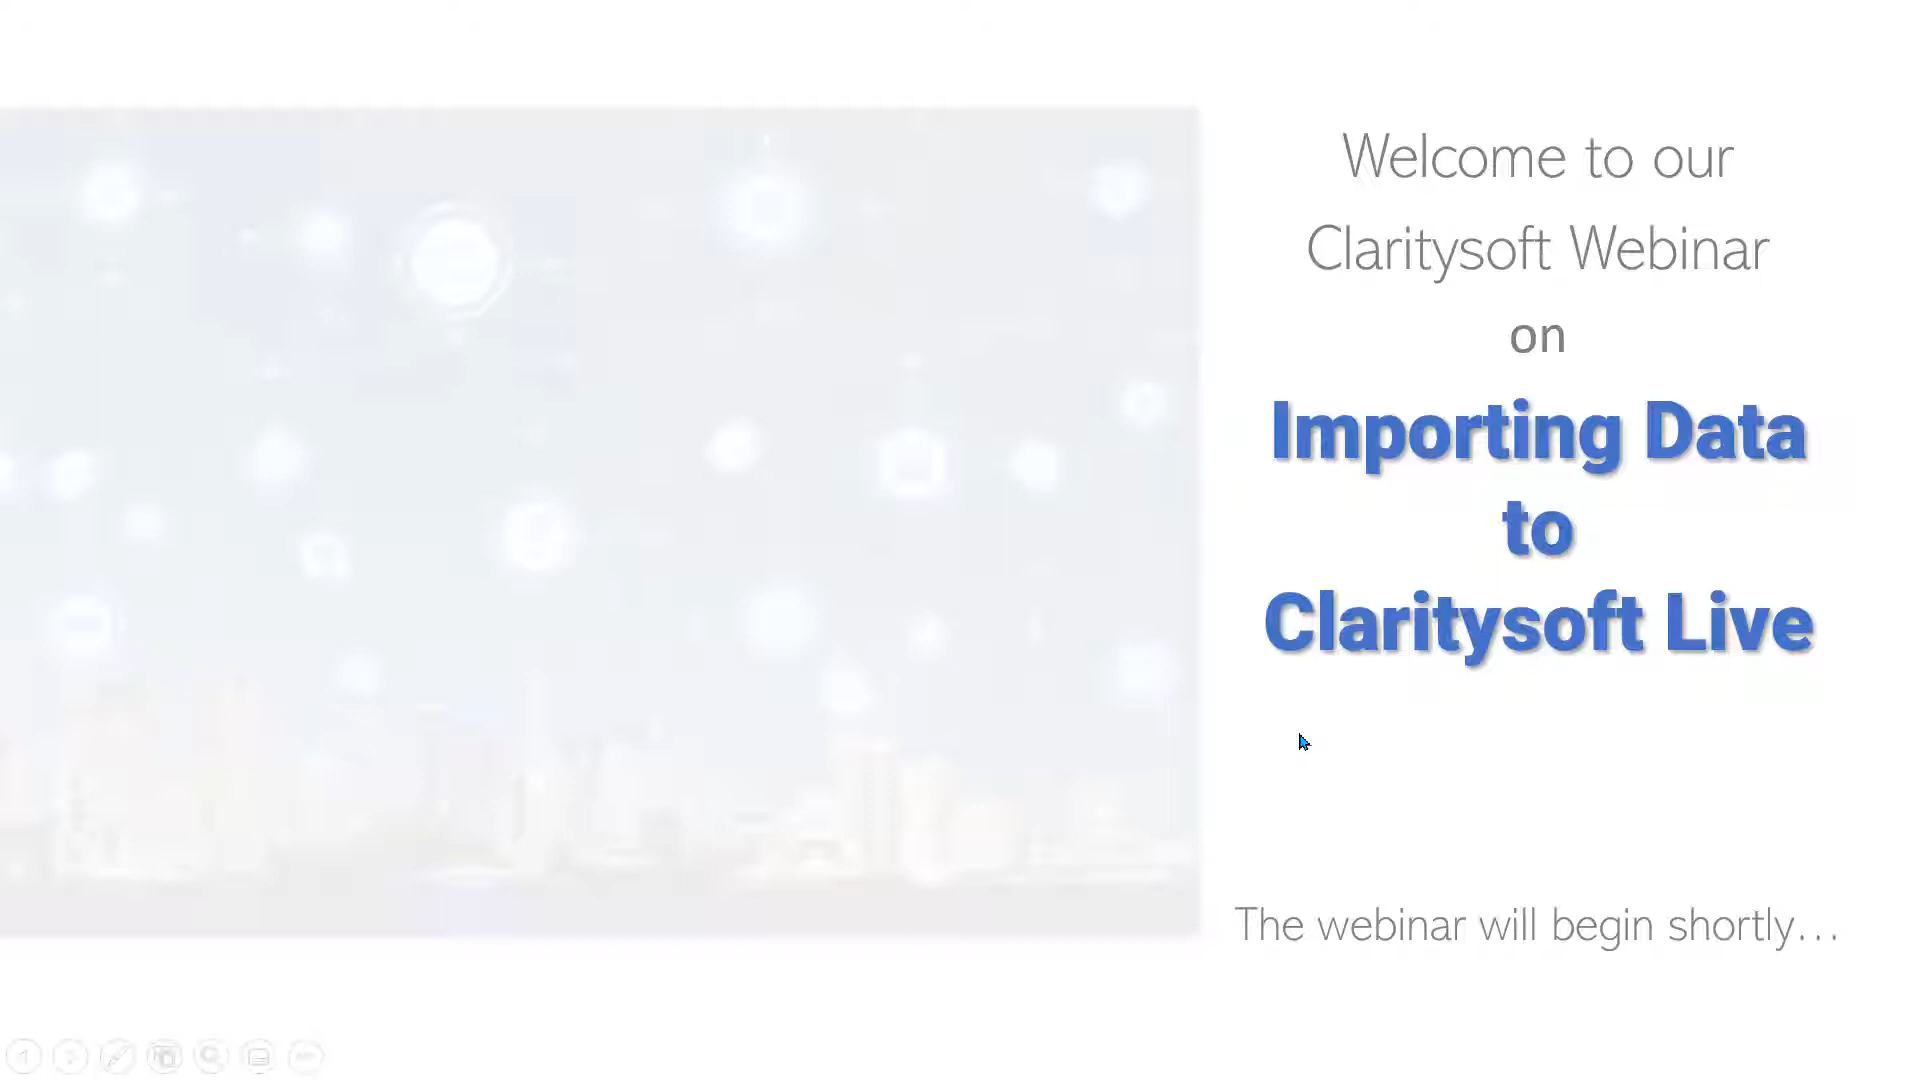 Welcome to our
Claritysoft Webinar
on
Importing Data
to
Claritysoft Live
The webinar will begin shortly...